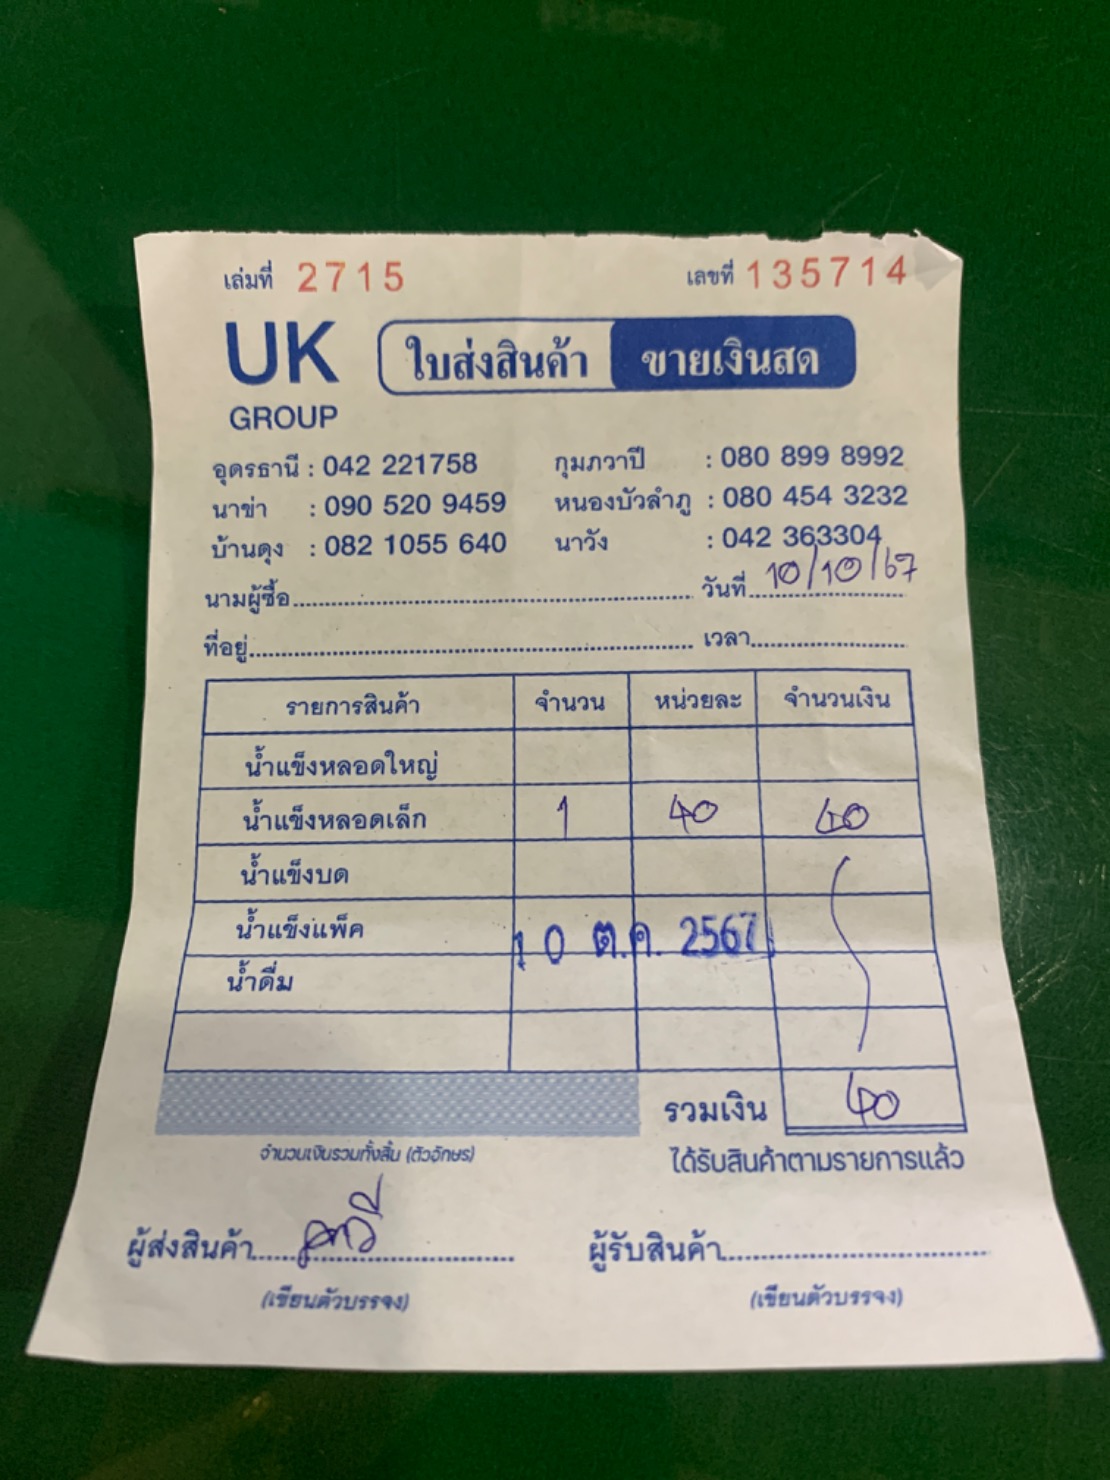 เล่มที่ 2715 เลขที่ 135714
UK ใบส่งสินค้า ขายเงินสด
GROUP
อุดรธานี : 042 221758 กุมภวาปี : 080 899 8992
นาข่า : 090 520 9459 หนองบัวลำภู : 080 454 3232
บ้านดุง : 082 1055 640 นาวัง : 042 363304
นามผู้ซื้อ วันที่ 10/10/67
ที่อยู่ เวลา
รายการสินค้า จำนวน หน่วยละ จำนวนเงิน
น้ำแข็งหลอดใหญ่
น้ำแข็งหลอดเล็ก 1 40 40
น้ำแข็งบด
น้ำแข็งแพ็ค
10 ต.ค. 2567
น้ำดื่ม
รวมเงิน 40
จำนวนเงินรวมทั้งสิ้น (ตัวอักษร) ได้รับสินค้าตามรายการแล้ว
ผู้ส่งสินค้า ผู้รับสินค้า
(เขียนตัวบรรจง) (เขียนตัวบรรจง)